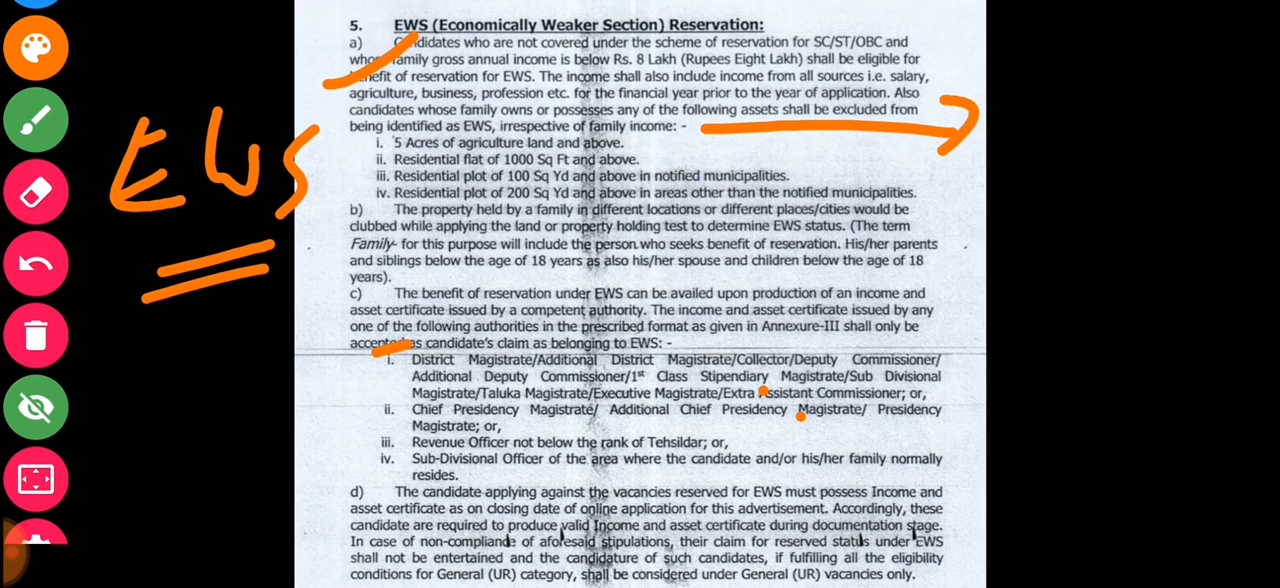 EWS
5. EWS (Economically Weaker Section) Reservation:
a) Candidates who are not covered under the scheme of reservation for SC/ST/OBC and
whose family gross annual income is below Rs. 8 Lakh (Rupees Eight Lakh) shall be eligible for
benefit of reservation for EWS. The income shall also include income from all sources i.e. salary,
agriculture, business, profession etc. for the financial year prior to the year of application. Also
candidates whose family owns or possesses any of the following assets shall be excluded from
being identified as EWS, irrespective of family income: -
i. 5 Acres of agriculture land and above.
ii. Residential flat of 1000 Sq Ft and above.
iii. Residential plot of 100 Sq Yd and above in notified municipalities.
iv. Residential plot of 200 Sq Yd and above in areas other than the notified municipalities.
b) The property held by a family in different locations or different places/cities would be
clubbed while applying the land or property holding test to determine EWS status. (The term
Family- for this purpose will include the person who seeks benefit of reservation. His/her parents
and siblings below the age of 18 years as also his/her spouse and children below the age of 18
years).
c) The benefit of reservation under EWS can be availed upon production of an income and
asset certificate issued by a competent authority. The income and asset certificate issued by any
one of the following authorities in the prescribed format as given in Annexure-III shall only be
accepted as candidate's claim as belonging to EWS: -
i. District Magistrate/Additional District Magistrate/Collector/Deputy Commissioner/
Additional Deputy Commissioner/1st Class Stipendiary Magistrate/Sub Divisional
Magistrate/Taluka Magistrate/Executive Magistrate/Extra Assistant Commissioner; or,
ii. Chief Presidency Magistrate/ Additional Chief Presidency Magistrate/ Presidency
Magistrate; or,
iii. Revenue Officer not below the rank of Tehsildar; or,
iv. Sub-Divisional Officer of the area where the candidate and/or his/her family normally
resides.
d) The candidate applying against the vacancies reserved for EWS must possess Income and
asset certificate as on closing date of online application for this advertisement. Accordingly, these
candidate are required to produce valid Income and asset certificate during documentation stage.
In case of non-compliance of aforesaid stipulations, their claim for reserved status under EWS
shall not be entertained and the candidature of such candidates, if fulfilling all the eligibility
conditions for General (UR) category, shall be considered under General (UR) vacancies only.